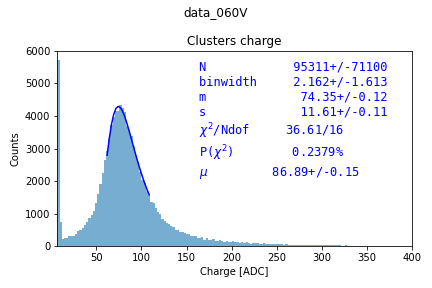 data_060V
Clusters charge
6000
5000
4000
3000
2000
1000
0
Counts
N 95311+/-71100
binwidth 2.162+/-1.613
m 74.35+/-0.12
s 11.61+/-0.11
χ²/Ndof 36.61/16
P(χ²) 0.2379%
μ 86.89+/-0.15
50 100 150 200 250 300 350 400
Charge [ADC]